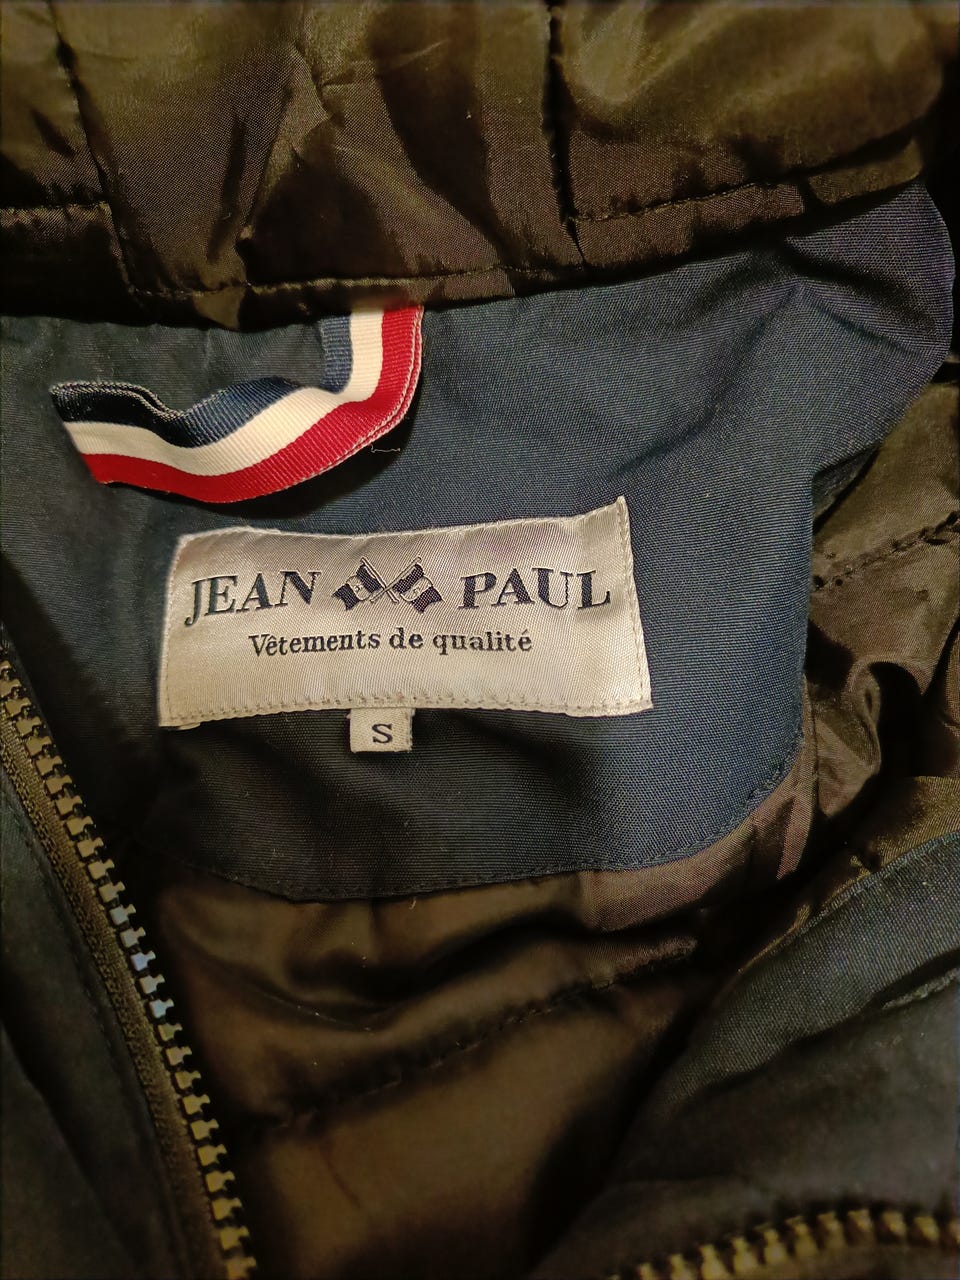 JEAN PAUL
Vêtements de qualité
S